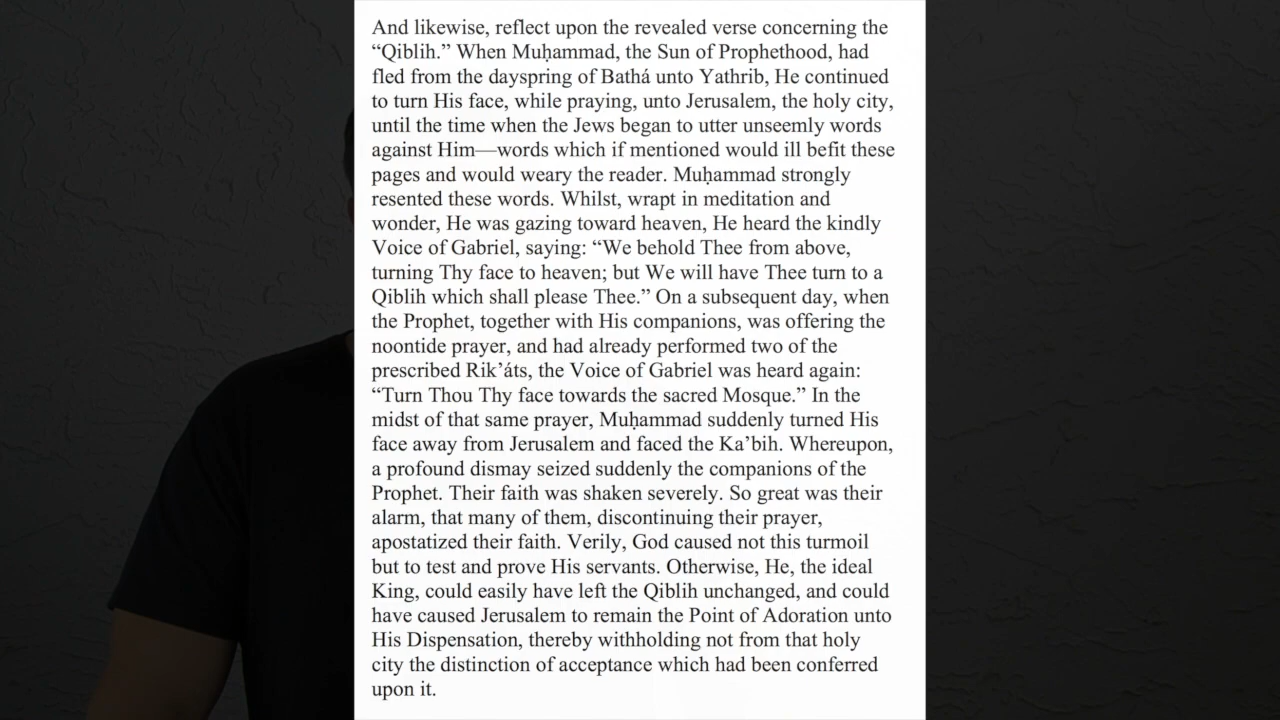 And likewise, reflect upon the revealed verse concerning the
“Qiblih.” When Muḥammad, the Sun of Prophethood, had
fled from the dayspring of Bathá unto Yathrib, He continued
to turn His face, while praying, unto Jerusalem, the holy city,
until the time when the Jews began to utter unseemly words
against Him—words which if mentioned would ill befit these
pages and would weary the reader. Muḥammad strongly
resented these words. Whilst, wrapt in meditation and
wonder, He was gazing toward heaven, He heard the kindly
Voice of Gabriel, saying: “We behold Thee from above,
turning Thy face to heaven; but We will have Thee turn to a
Qiblih which shall please Thee.” On a subsequent day, when
the Prophet, together with His companions, was offering the
noontide prayer, and had already performed two of the
prescribed Rik’áts, the Voice of Gabriel was heard again:
“Turn Thou Thy face towards the sacred Mosque.” In the
midst of that same prayer, Muḥammad suddenly turned His
face away from Jerusalem and faced the Ka’bih. Whereupon,
a profound dismay seized suddenly the companions of the
Prophet. Their faith was shaken severely. So great was their
alarm, that many of them, discontinuing their prayer,
apostatized their faith. Verily, God caused not this turmoil
but to test and prove His servants. Otherwise, He, the ideal
King, could easily have left the Qiblih unchanged, and could
have caused Jerusalem to remain the Point of Adoration unto
His Dispensation, thereby withholding not from that holy
city the distinction of acceptance which had been conferred
upon it.